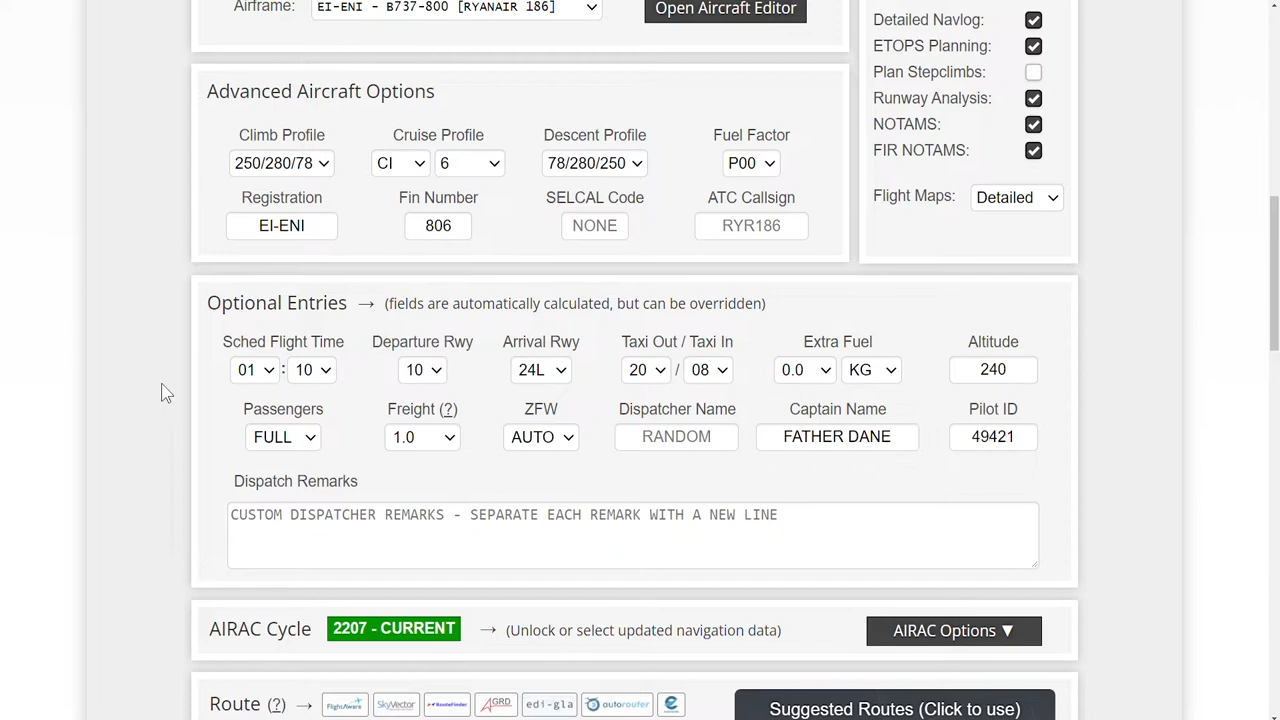 Airframe: EI-ENI - B737-800 [RYANAIR 186] Open Aircraft Editor
Detailed Navlog:
ETOPS Planning:
Plan Stepclimbs:
Runway Analysis:
NOTAMS:
FIR NOTAMS:
Flight Maps: Detailed
Advanced Aircraft Options
Climb Profile Cruise Profile Descent Profile Fuel Factor
250/280/78 CI 6 78/280/250 P00
Registration Fin Number SELCAL Code ATC Callsign
EI-ENI 806 NONE RYR186
Optional Entries → (fields are automatically calculated, but can be overridden)
Sched Flight Time Departure Rwy Arrival Rwy Taxi Out / Taxi In Extra Fuel Altitude
01 : 10 10 24L 20 / 08 0.0 KG 240
Passengers Freight (?) ZFW Dispatcher Name Captain Name Pilot ID
FULL 1.0 AUTO RANDOM FATHER DANE 49421
Dispatch Remarks
CUSTOM DISPATCHER REMARKS - SEPARATE EACH REMARK WITH A NEW LINE
AIRAC Cycle 2207 - CURRENT → (Unlock or select updated navigation data) AIRAC Options ▼
Route (?) → FlightAware SkyVector RouteFinder AGRD edi-gla autorouter Suggested Routes (Click to use)